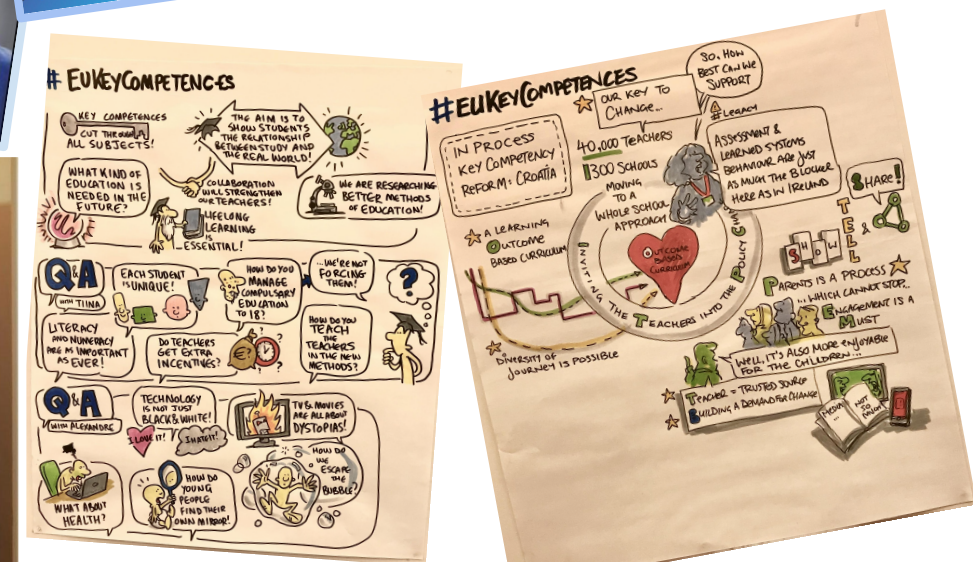 # EUKEYCOMPETENCES
KEY COMPETENCES
CUT THROUGH
ALL SUBJECTS!
THE AIM IS TO
SHOW STUDENTS
THE RELATIONSHIP
BETWEEN STUDY AND
THE REAL WORLD!
WHAT KIND OF
EDUCATION IS
NEEDED IN THE
FUTURE?
COLLABORATION
WILL STRENGTHEN
OUR TEACHERS!
LIFELONG
LEARNING
IS
ESSENTIAL!
WE ARE RESEARCHING
BETTER METHODS
OF EDUCATION!
Q&A
WITH TIINA
EACH STUDENT
IS UNIQUE!
HOW DO YOU
MANAGE
COMPULSARY
EDUCATION
TO 18?
...WE'RE NOT
FORCING
THEM!
?
LITERACY
AND NUMERACY
ARE AS IMPORTANT
AS EVER!
DO TEACHERS
GET EXTRA
INCENTIVES?
HOW DO YOU
TEACH
THE TEACHERS
IN THE NEW
METHODS?
Q&A
WITH ALEXANDRE
TECHNOLOGY
IS NOT JUST
BLACK & WHITE!
I LOVE IT!
I HATE IT!
TV & MOVIES
ARE ALL ABOUT
DYSTOPIAS!
WHAT ABOUT
HEALTH?
HOW DO
YOUNG
PEOPLE
FIND THEIR
OWN MIRROR!
HOW DO
WE
ESCAPE
THE
BUBBLE!
#EUKEYCOMPETENCES
SO, HOW
BEST CAN WE
SUPPORT
OUR KEY TO
CHANGE...
# LEGACY
IN PROCESS
KEY COMPETENCY
REFORM: CROATIA
40,000 TEACHERS
1300 SCHOOLS
MOVING
TO A
WHOLE SCHOOL
APPROACH
ASSESSMENT &
LEARNED SYSTEMS
BEHAVIOUR ARE JUST
AS MUCH THE BLOCKER
HERE AS IN IRELAND
SHARE!
TELL
&
SHOW
A LEARNING
OUTCOME
BASED CURRICULUM
OUTCOME
BASED
CURRICULUM
INVITING THE TEACHERS INTO THE POLICY
PARENTS IS A PROCESS
...WHICH CANNOT STOP...
ENGAGEMENT IS A
MUST
DIVERSITY OF
JOURNEY IS POSSIBLE
WELL, IT'S ALSO MORE ENJOYABLE
FOR THE CHILDREN...
TEACHER = TRUSTED SOURCE
BUILDING A DEMAND FOR CHANGE
MEDIA
...
NOT
SO
MUCH